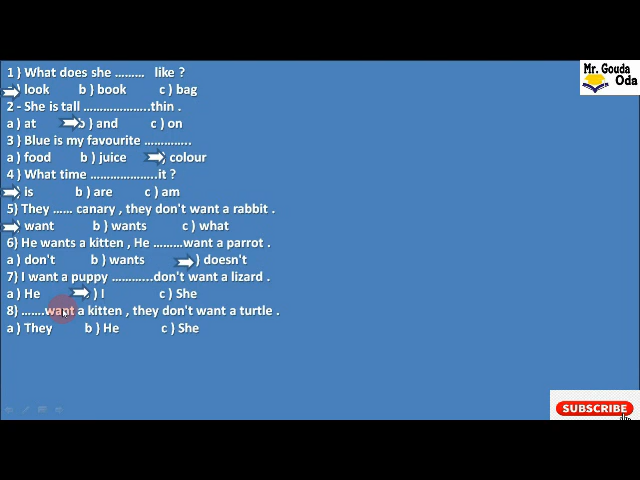 Mr. Gouda
Oda
1 } What does she ......... like ?
) look b ) book c ) bag
2 - She is tall ....................thin .
a ) at ) and c ) on
3 } Blue is my favourite ..............
a ) food b ) juice ) colour
4 } What time ....................it ?
) is b ) are c ) am
5) They ...... canary , they don't want a rabbit .
) want b ) wants c ) what
6) He wants a kitten , He .........want a parrot .
a ) don't b ) wants ) doesn't
7) I want a puppy ............don't want a lizard .
a ) He ) I c ) She
8) .......want a kitten , they don't want a turtle .
a ) They b ) He c ) She
SUBSCRIBE